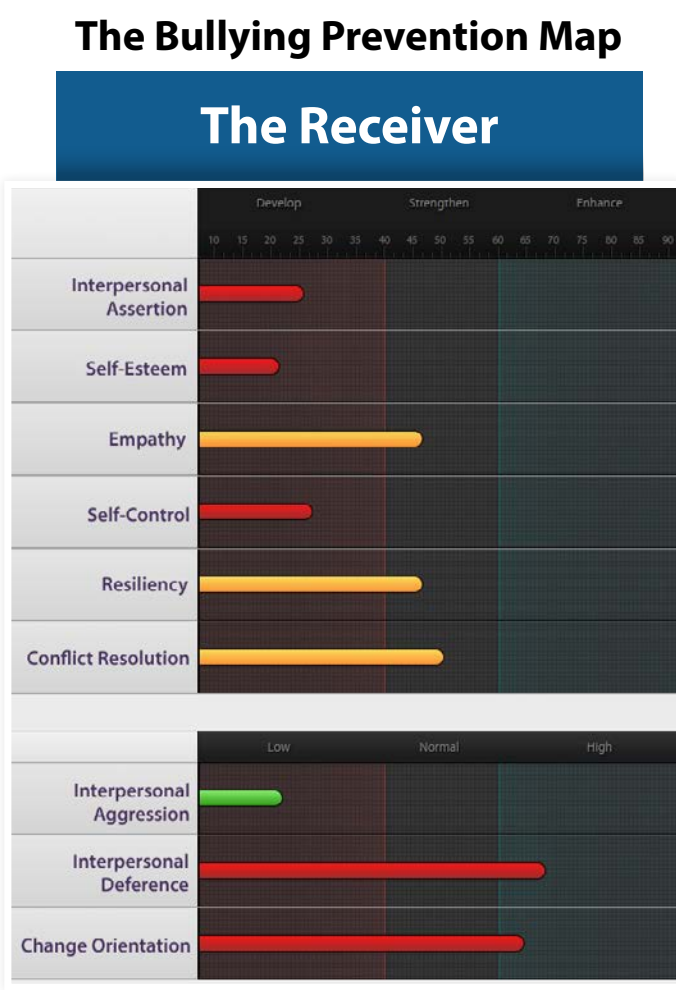 The Bullying Prevention Map
The Receiver
Develop Strengthen Enhance
10 15 20 25 30 35 40 45 50 55 60 65 70 75 80 85 90
Interpersonal
Assertion
Self-Esteem
Empathy
Self-Control
Resiliency
Conflict Resolution
Low Normal High
Interpersonal
Aggression
Interpersonal
Deference
Change Orientation